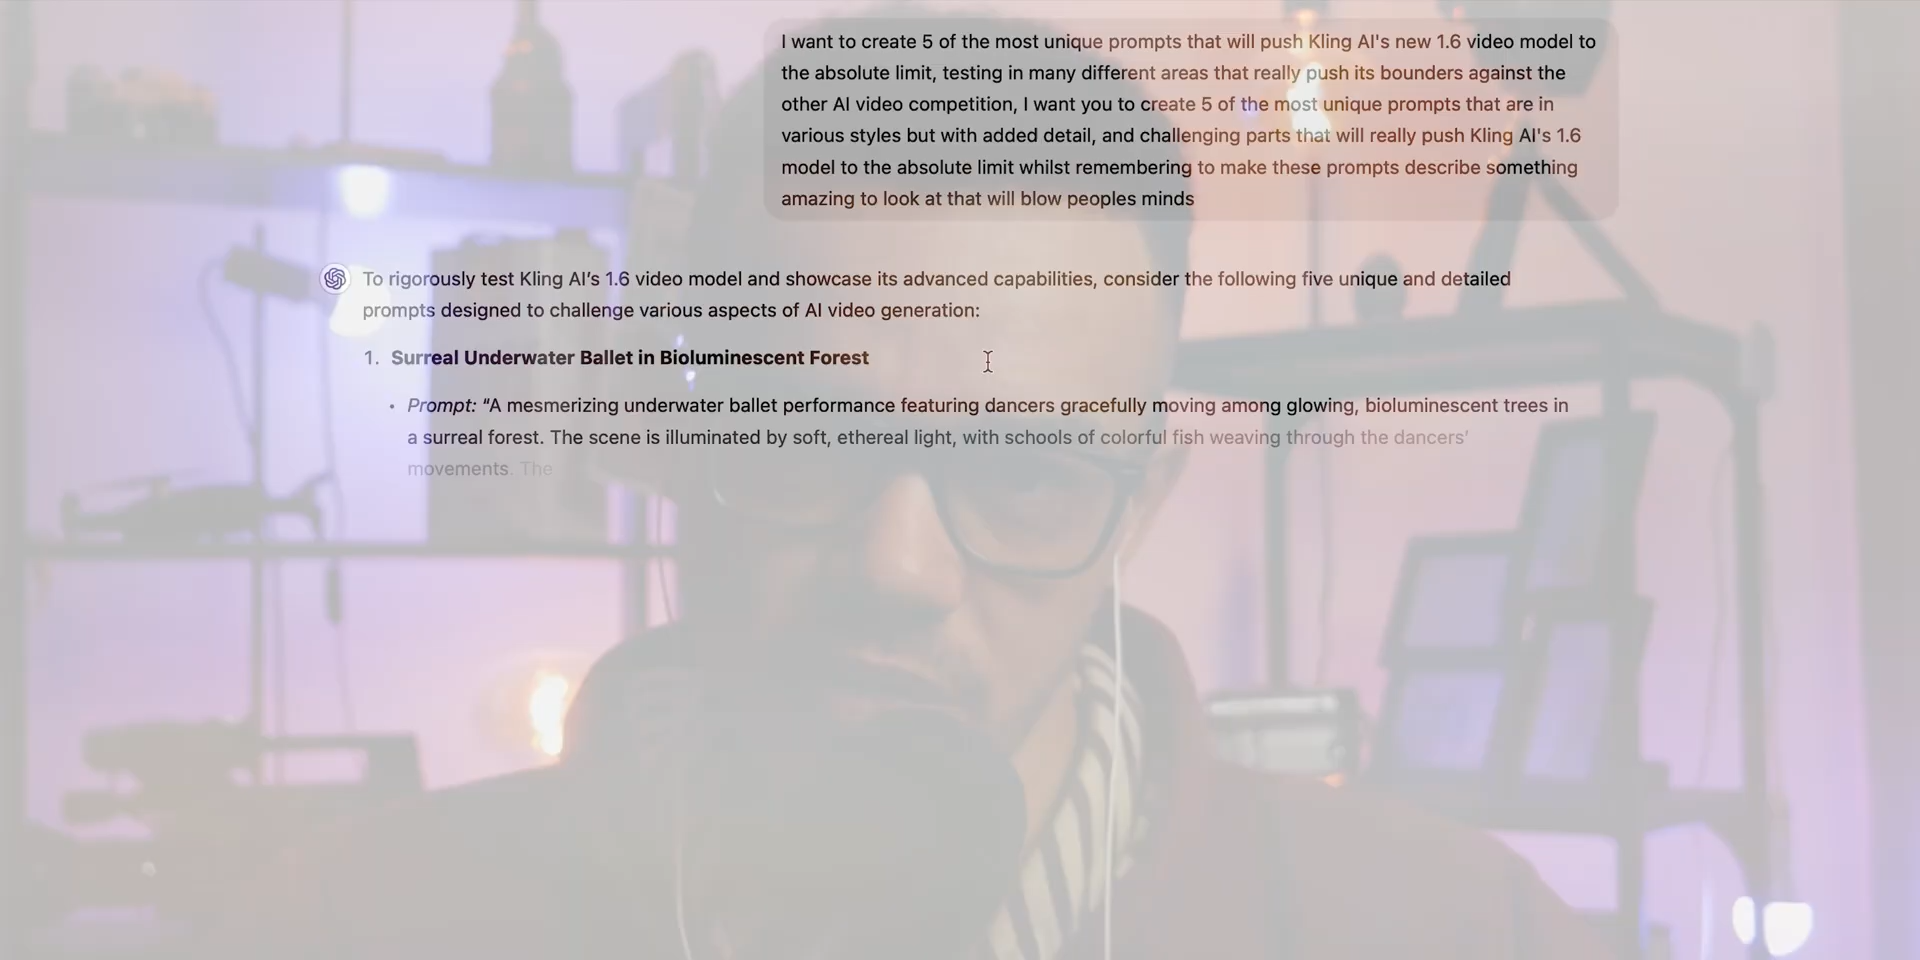 I want to create 5 of the most unique prompts that will push Kling AI's new 1.6 video model to
the absolute limit, testing in many different areas that really push its bounders against the
other AI video competition, I want you to create 5 of the most unique prompts that are in
various styles but with added detail, and challenging parts that will really push Kling AI's 1.6
model to the absolute limit whilst remembering to make these prompts describe something
amazing to look at that will blow peoples minds
To rigorously test Kling AI’s 1.6 video model and showcase its advanced capabilities, consider the following five unique and detailed
prompts designed to challenge various aspects of AI video generation:
1. Surreal Underwater Ballet in Bioluminescent Forest
• Prompt: “A mesmerizing underwater ballet performance featuring dancers gracefully moving among glowing, bioluminescent trees in
a surreal forest. The scene is illuminated by soft, ethereal light, with schools of colorful fish weaving through the dancers’
movements. The